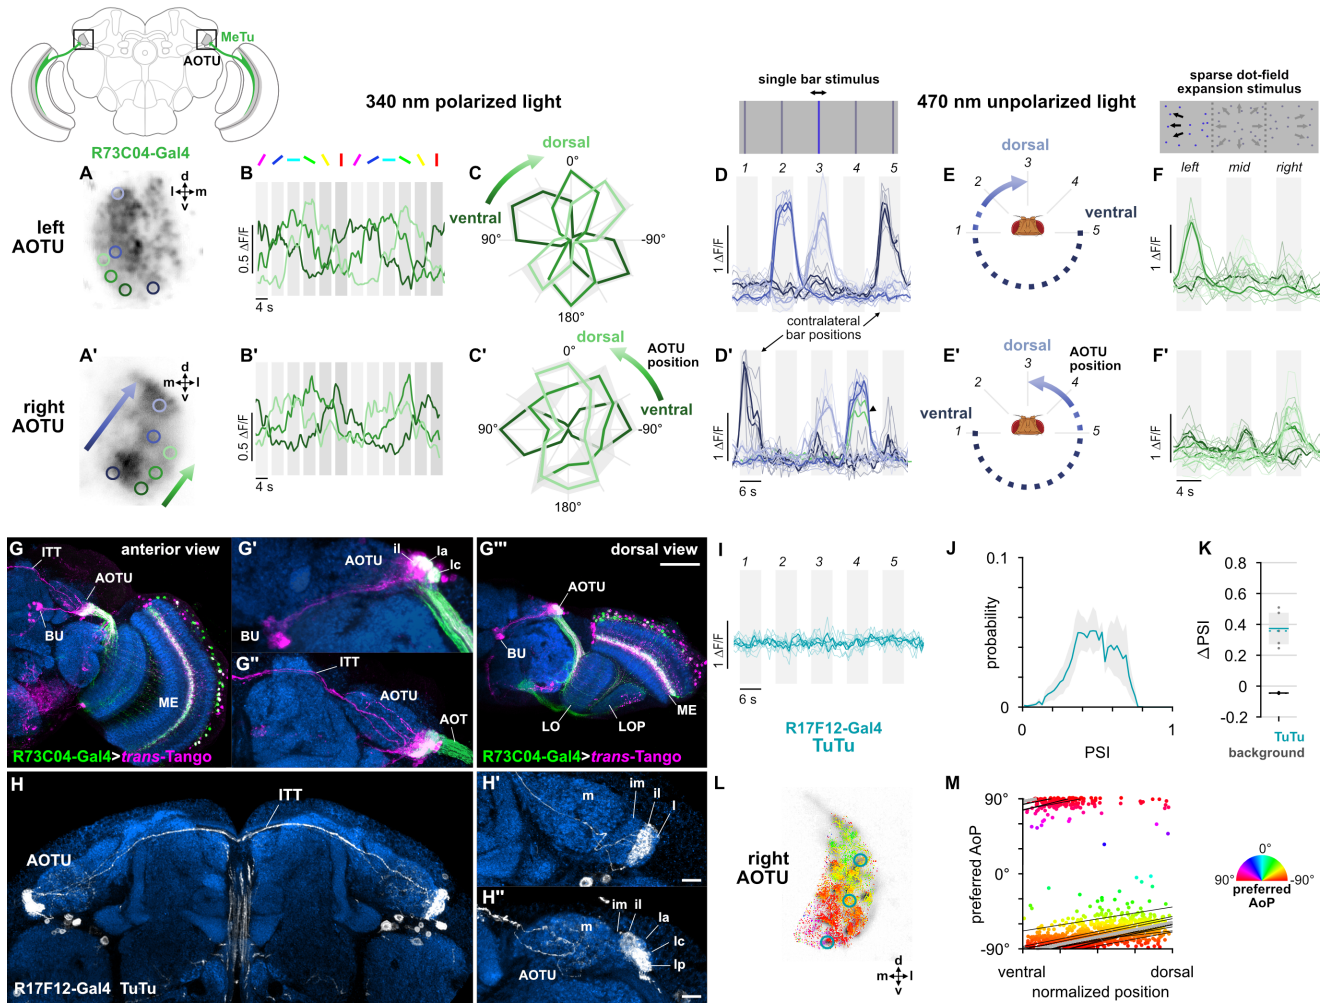 MeTu
AOTU
R73C04-Gal4
340 nm polarized light
single bar stimulus
470 nm unpolarized light
sparse dot-field
expansion stimulus
A
d
l m
v
left
AOTU
B
0.5 ΔF/F
4 s
C
dorsal
0°
ventral
90°
-90°
180°
D
1 2 3 4 5
1 ΔF/F
contralateral
bar positions
E
dorsal
3
2
4
ventral
1
5
F
left mid right
1 ΔF/F
A'
d
m l
v
right
AOTU
B'
0.5 ΔF/F
4 s
C'
dorsal
0°
AOTU
position
ventral
90°
-90°
180°
D'
1 ΔF/F
6 s
E'
dorsal
3
AOTU
position
2
4
ventral
1
5
F'
1 ΔF/F
4 s
G
anterior view
ITT
AOTU
BU
ME
R73C04-Gal4>trans-Tango
G'
AOTU
il
la
lc
BU
G''
ITT
AOTU
AOT
G'''
dorsal view
AOTU
BU
LO
LOP
ME
R73C04-Gal4>trans-Tango
H
ITT
AOTU
R17F12-Gal4 TuTu
H'
m
im
il
l
H''
im
il
la
m
lc
lp
AOTU
I
1 2 3 4 5
1 ΔF/F
6 s
R17F12-Gal4
TuTu
J
0.1
probability
0
0
1
PSI
K
0.8
0.6
0.4
0.2
0
-0.2
ΔPSI
TuTu
background
L
right
AOTU
d
m l
v
M
90°
0°
-90°
preferred AoP
ventral
dorsal
normalized position
0°
90°
-90°
preferred
AoP